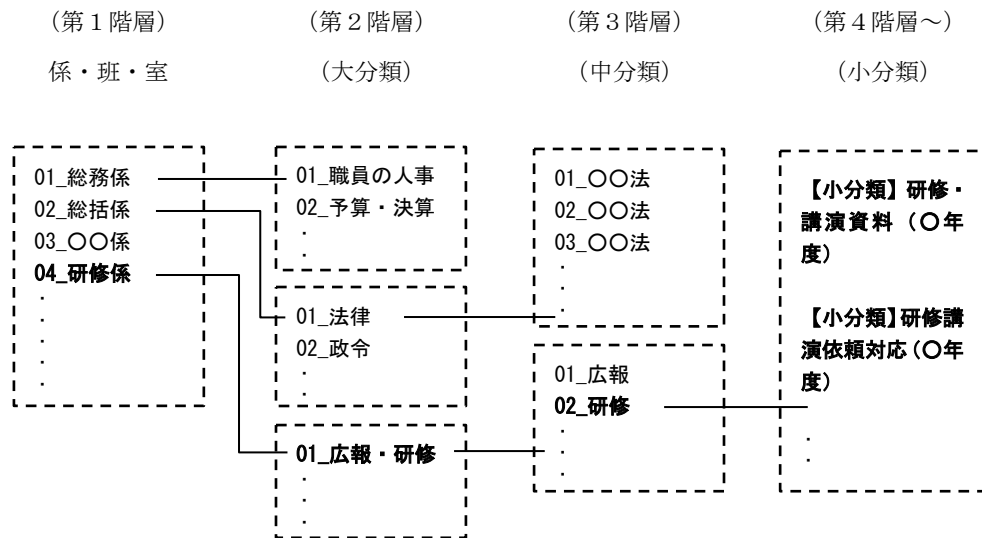 （第１階層）
係・班・室
（第２階層）
（大分類）
（第３階層）
（中分類）
（第４階層～）
（小分類）
01_総務係
02_総括係
03_〇〇係
04_研修係
．
．
．
．
．
01_職員の人事
02_予算・決算
．
．
01_法律
02_政令
．
．
01_広報・研修
．
．
．
01_〇〇法
02_〇〇法
03_〇〇法
．
．
．
01_広報
02_研修
．
．
．
【小分類】研修・
講演資料（〇年
度）
【小分類】研修講
演依頼対応（〇年
度）
．
．